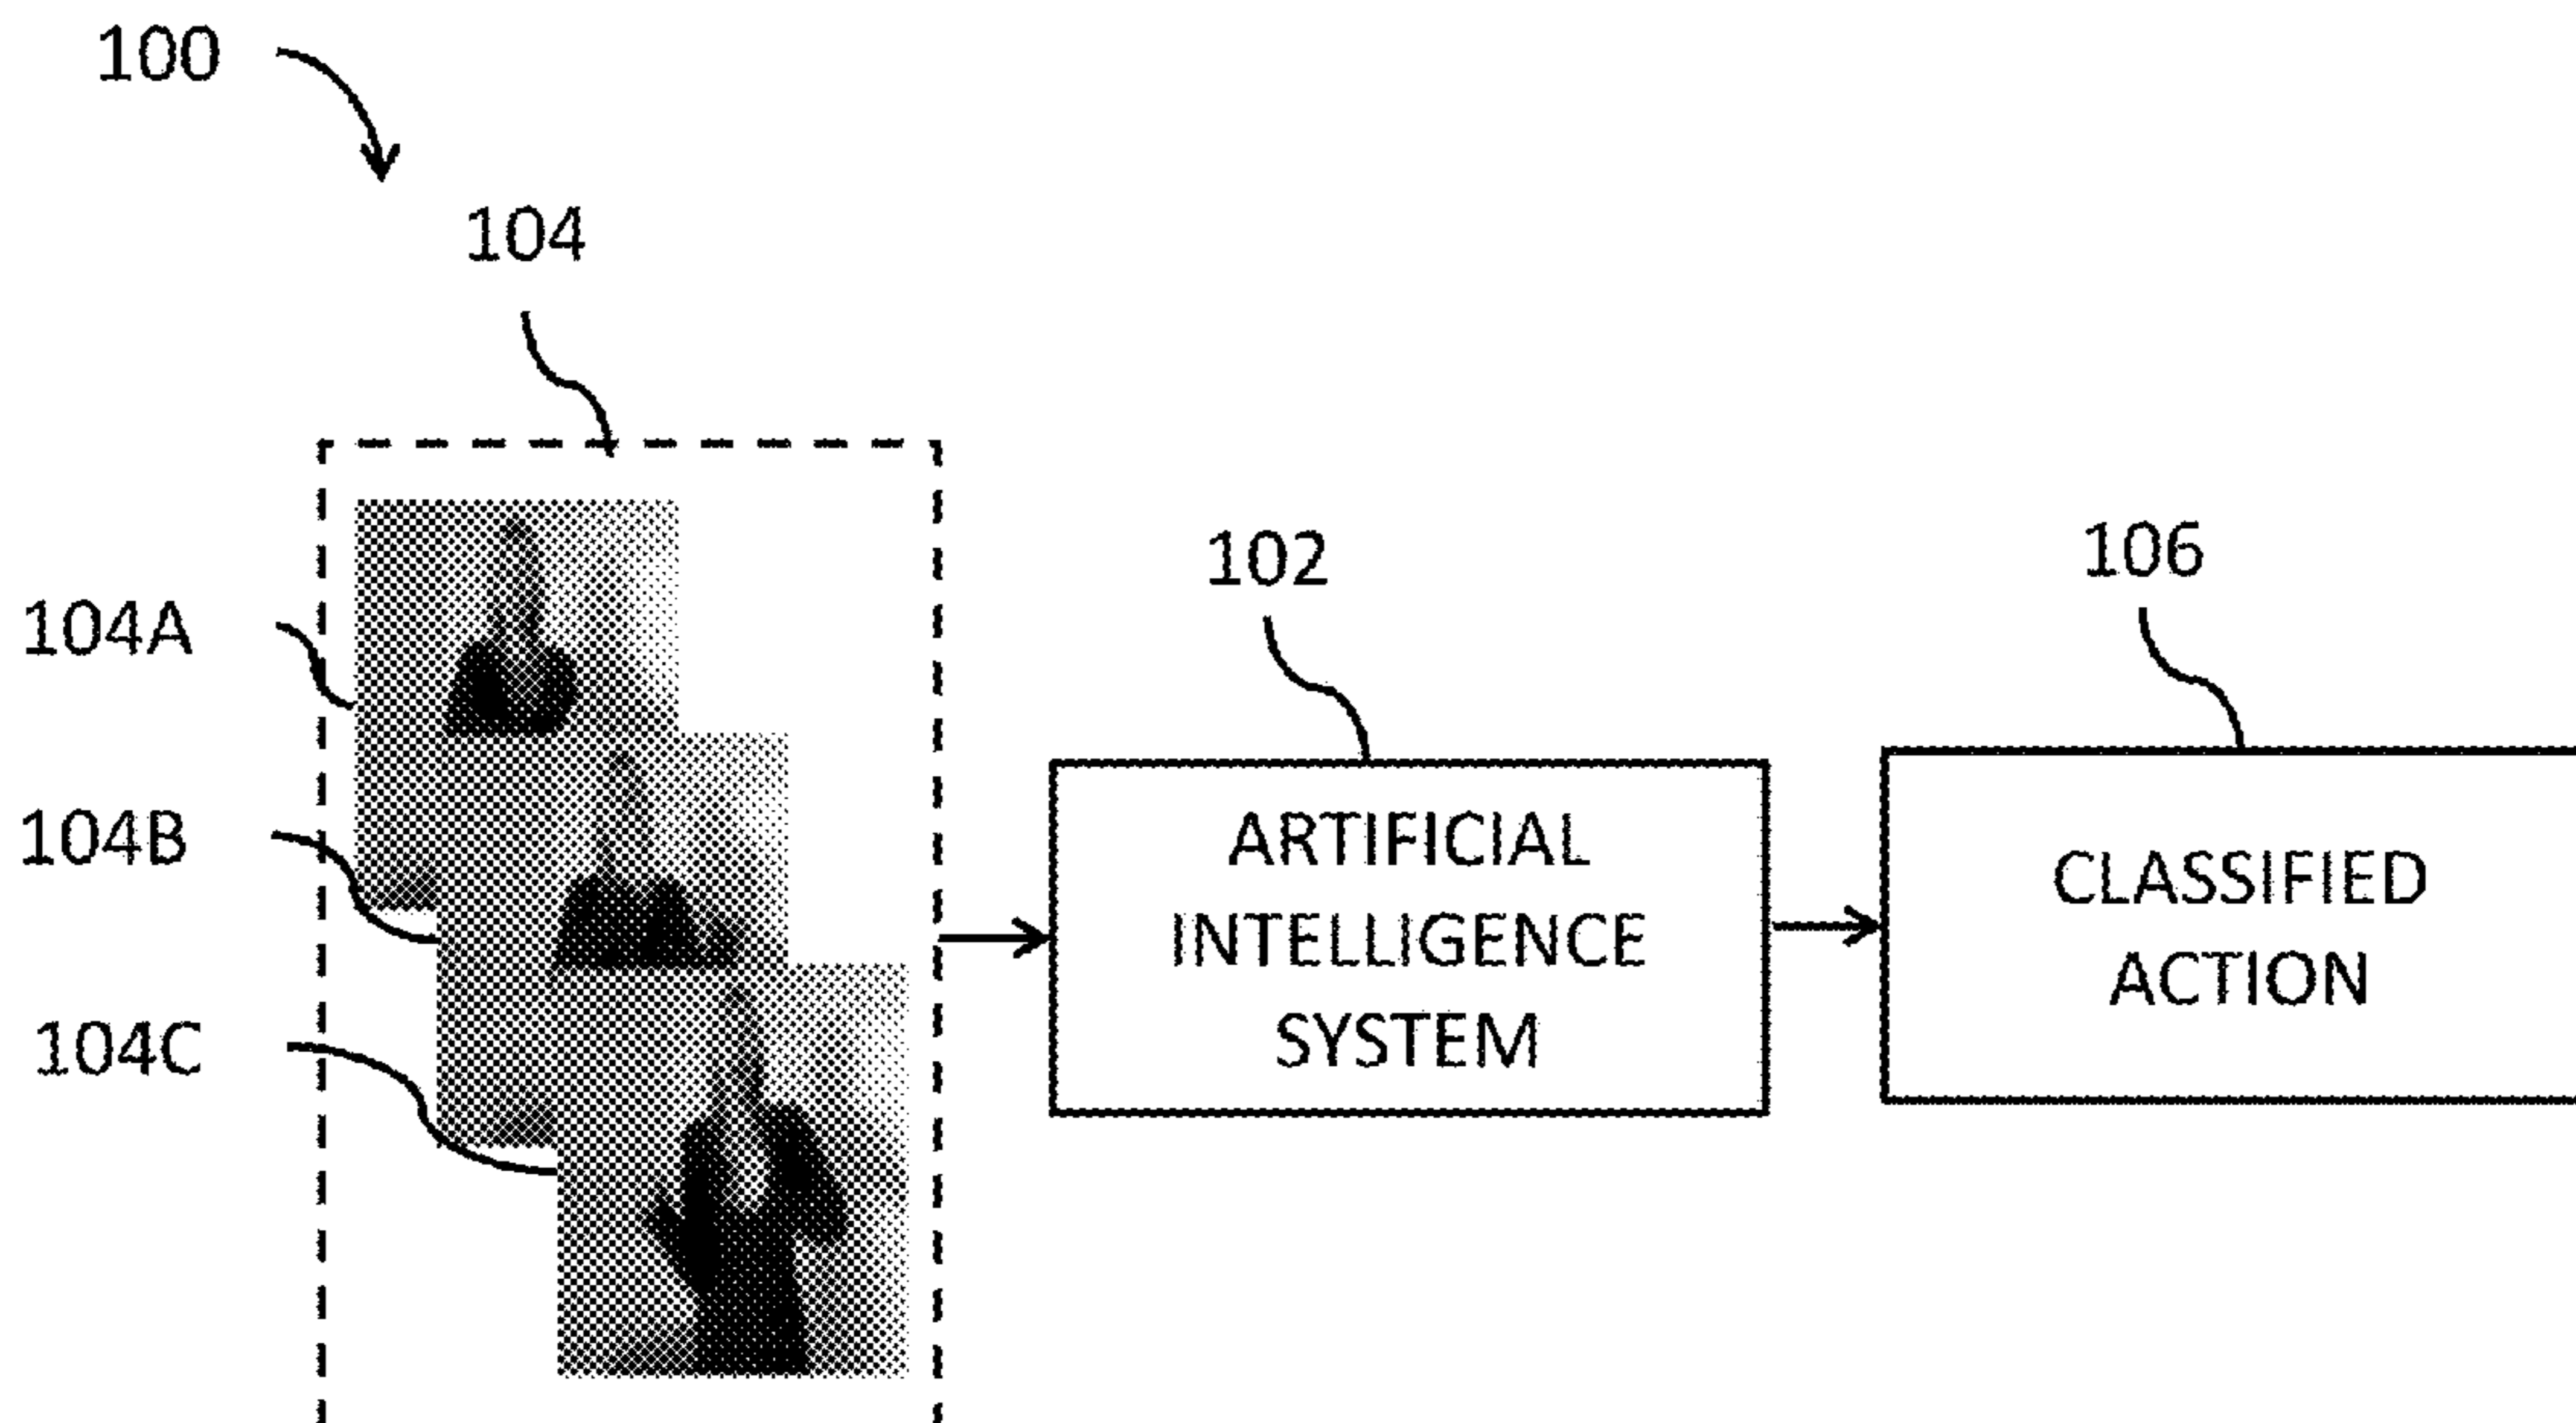 100
104
104A
104B
104C
102
ARTIFICIAL
INTELLIGENCE
SYSTEM
106
CLASSIFIED
ACTION